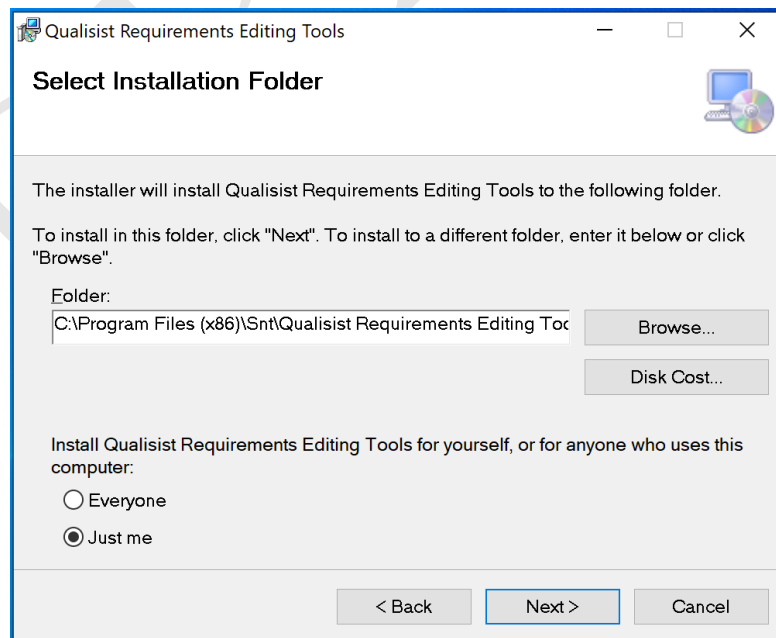 Qualisist Requirements Editing Tools
Select Installation Folder
The installer will install Qualisist Requirements Editing Tools to the following folder.
To install in this folder, click "Next". To install to a different folder, enter it below or click
"Browse".
Folder:
C:\Program Files (x86)\Snt\Qualisist Requirements Editing Too
Browse...
Disk Cost...
Install Qualisist Requirements Editing Tools for yourself, or for anyone who uses this
computer:
Everyone
Just me
< Back
Next >
Cancel